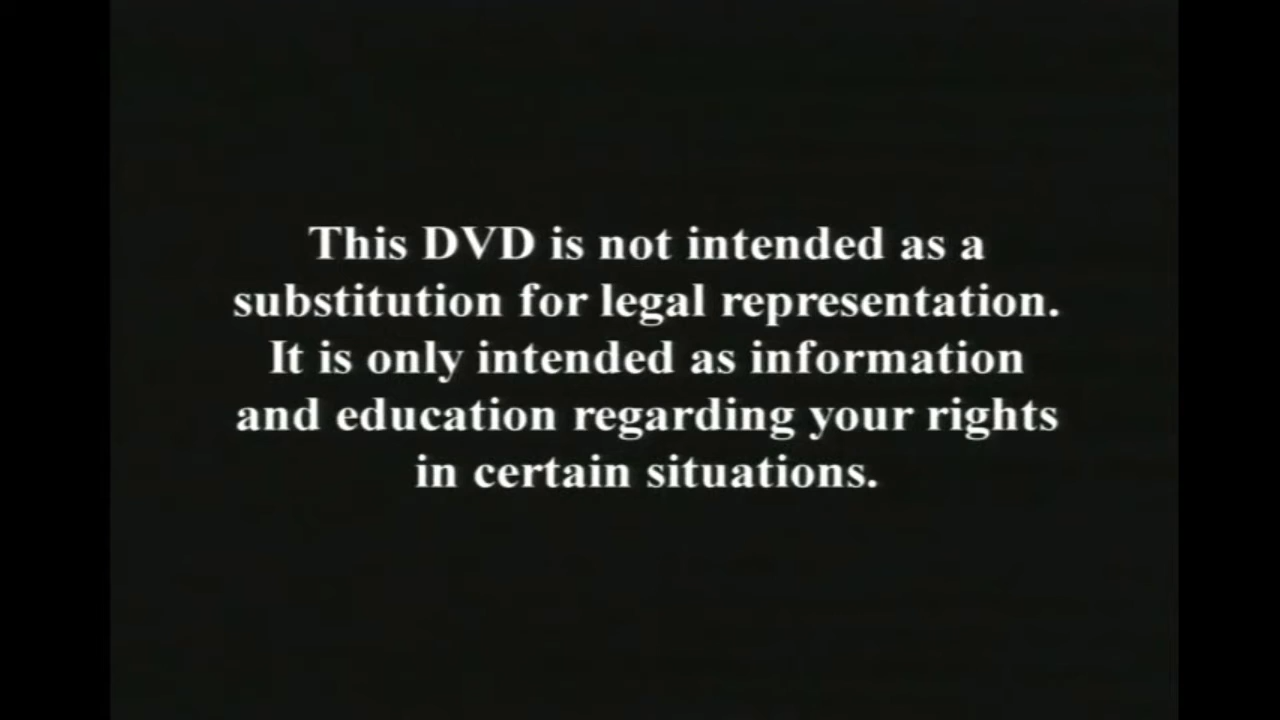 This DVD is not intended as a
substitution for legal representation.
It is only intended as information
and education regarding your rights
in certain situations.